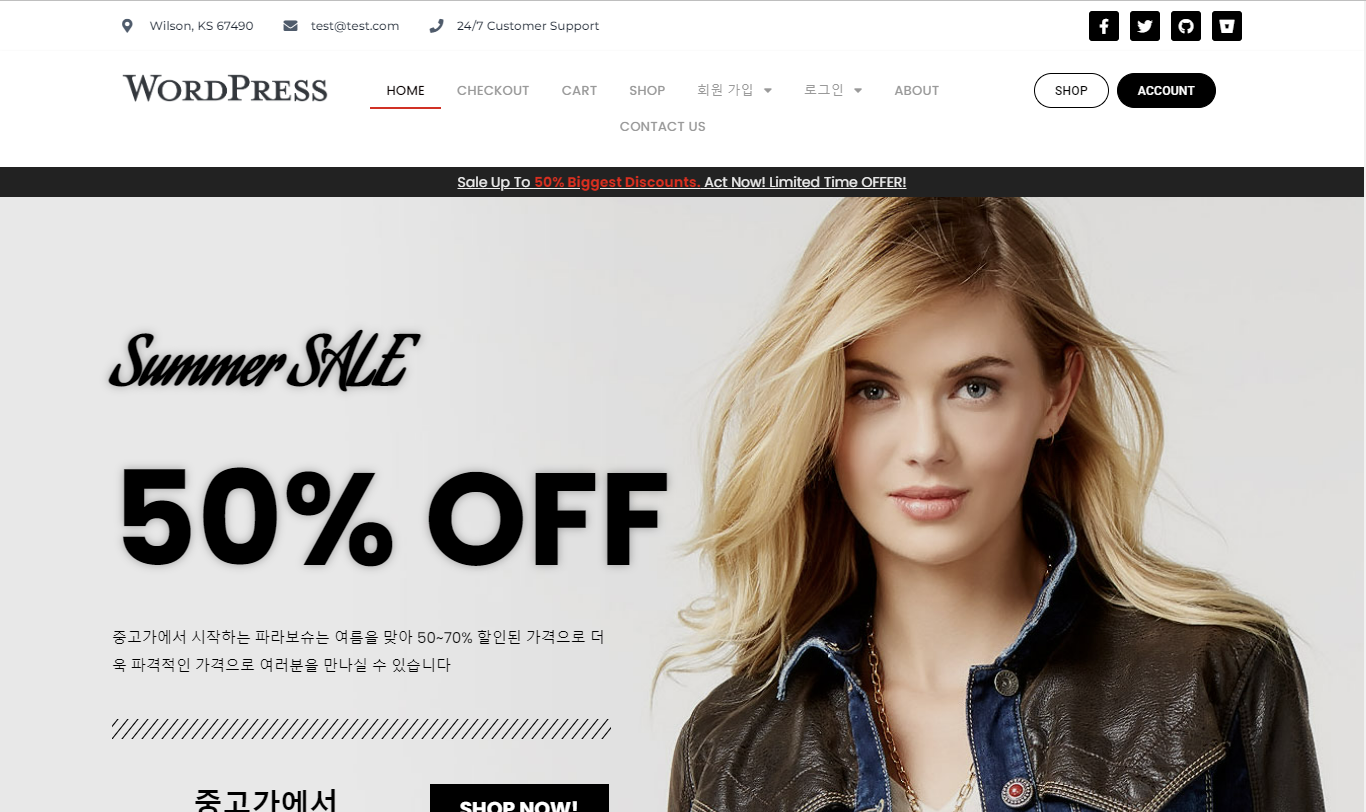 Wilson, KS 67490 test@test.com 24/7 Customer Support
WORDPRESS
HOME CHECKOUT CART SHOP 회원 가입 로그인 ABOUT
CONTACT US
SHOP ACCOUNT
Sale Up To 50% Biggest Discounts. Act Now! Limited Time OFFER!
Summer SALE
50% OFF
중고가에서 시작하는 파라보슈는 여름을 맞아 50~70% 할인된 가격으로 더
욱 파격적인 가격으로 여러분을 만나실 수 있습니다
중고가에서
SHOP NOW!